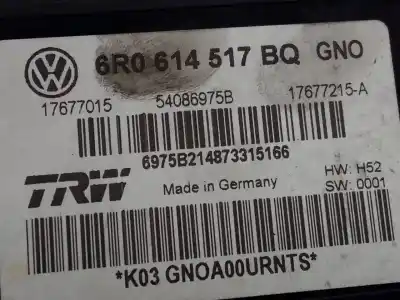 6R0 614 517 BQ GNO
17677015 54086975B 17677215-A
6975B214873315166
TRW Made in Germany HW: H52
SW: 0001
*K03 GNOA00URNTS*